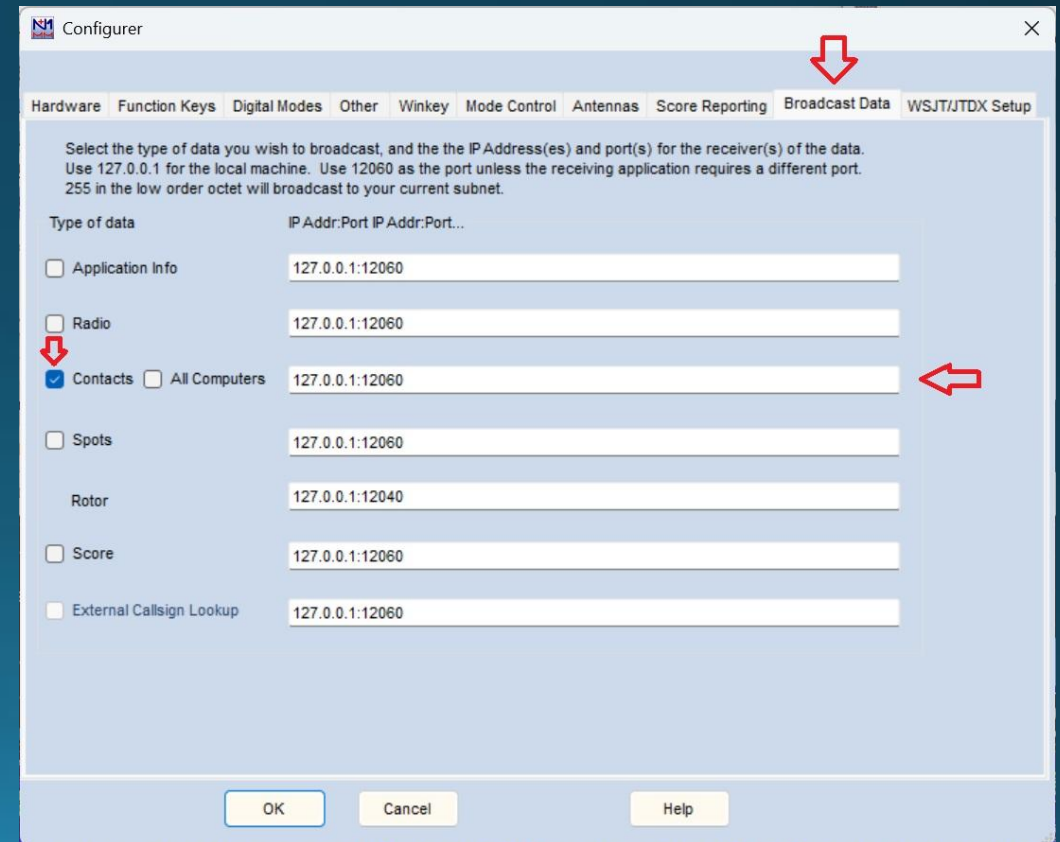 Configurer
Hardware Function Keys Digital Modes Other Winkey Mode Control Antennas Score Reporting Broadcast Data WSJT/JTDX Setup
Select the type of data you wish to broadcast, and the the IP Address(es) and port(s) for the receiver(s) of the data.
Use 127.0.0.1 for the local machine. Use 12060 as the port unless the receiving application requires a different port.
255 in the low order octet will broadcast to your current subnet.
Type of data IP Addr:Port IP Addr:Port...
Application Info 127.0.0.1:12060
Radio 127.0.0.1:12060
Contacts All Computers 127.0.0.1:12060
Spots 127.0.0.1:12060
Rotor 127.0.0.1:12040
Score 127.0.0.1:12060
External Callsign Lookup 127.0.0.1:12060
OK Cancel Help